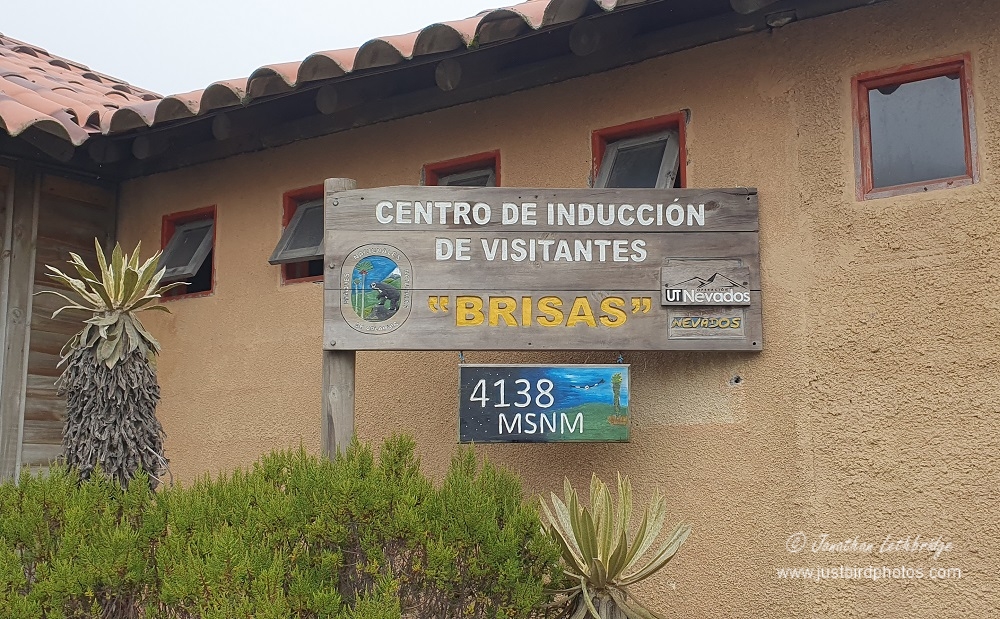 CENTRO DE INDUCCIÓN
DE VISITANTES
"BRISAS"
UT Nevados
NEVADOS
4138
MSNM
© Jonathan Lethbridge
www.justbirdphotos.com